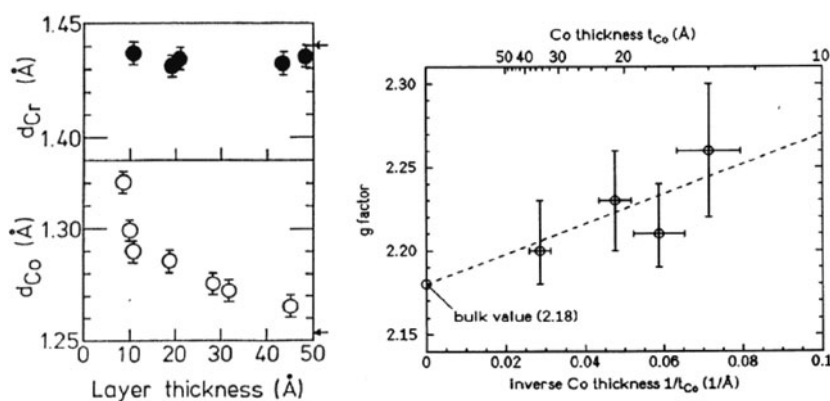 1.45
d_Cr (Å)
1.40
1.30
d_Co (Å)
1.25
0 10 20 30 40 50
Layer thickness (Å)
Co thickness t_Co (Å)
50 40 30 20 10
2.30
2.25
g factor
2.20
2.15
bulk value (2.18)
0 0.02 0.04 0.06 0.08 0.1
Inverse Co thickness 1/t_Co (1/Å)